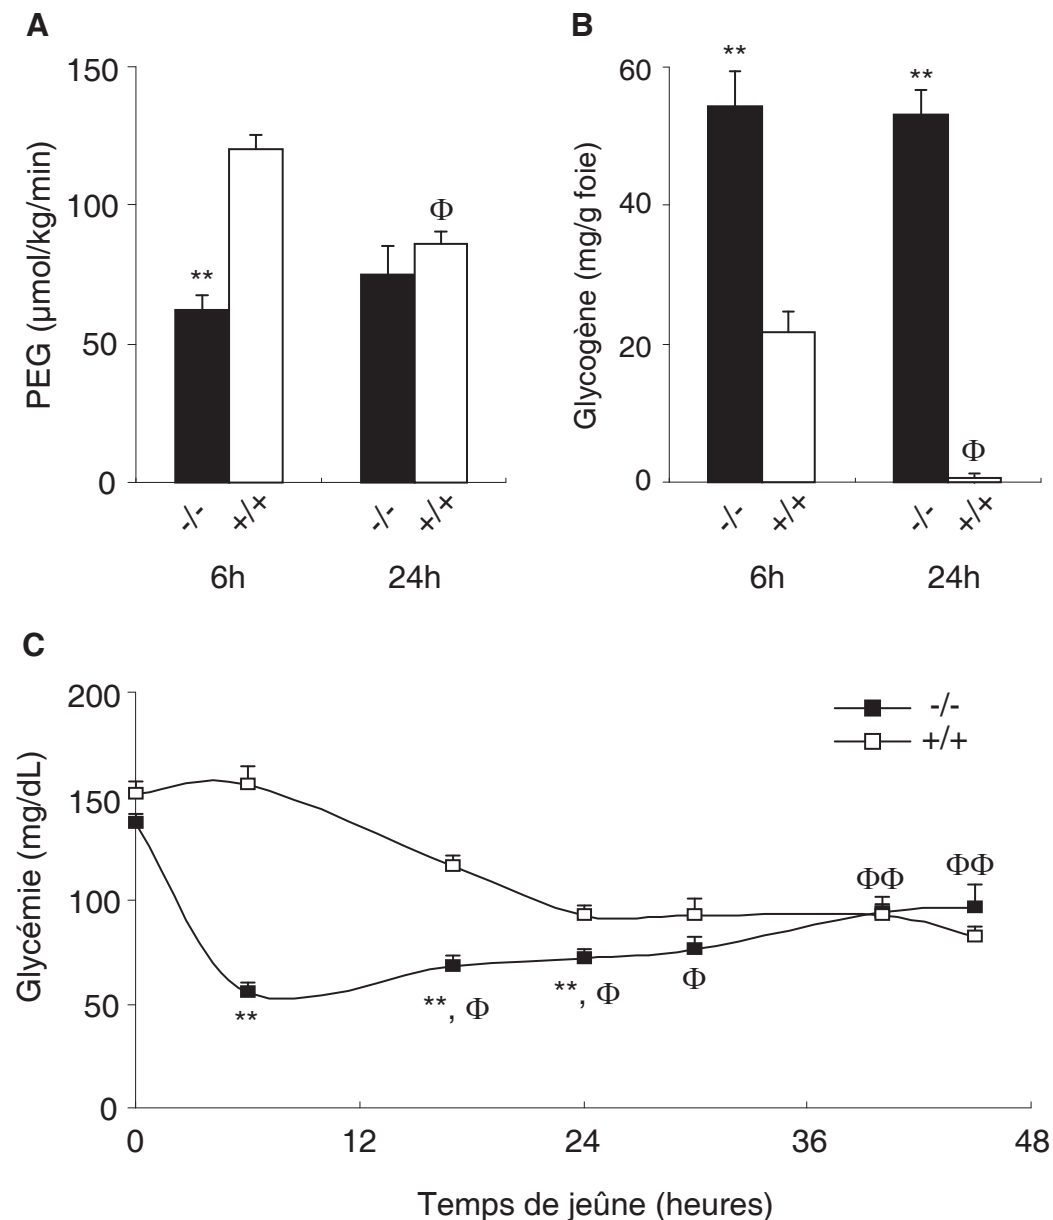 A
PEG (µmol/kg/min)
150
100
50
0
**
Φ
-/- +/+ -/- +/+
6h 24h
B
Glycogène (mg/g foie)
60
40
20
0
**
**
Φ
-/- +/+ -/- +/+
6h 24h
C
Glycémie (mg/dL)
200
150
100
50
0
-/-
+/+
ΦΦ
ΦΦ
**
**, Φ
**, Φ
Φ
0 12 24 36 48
Temps de jeûne (heures)